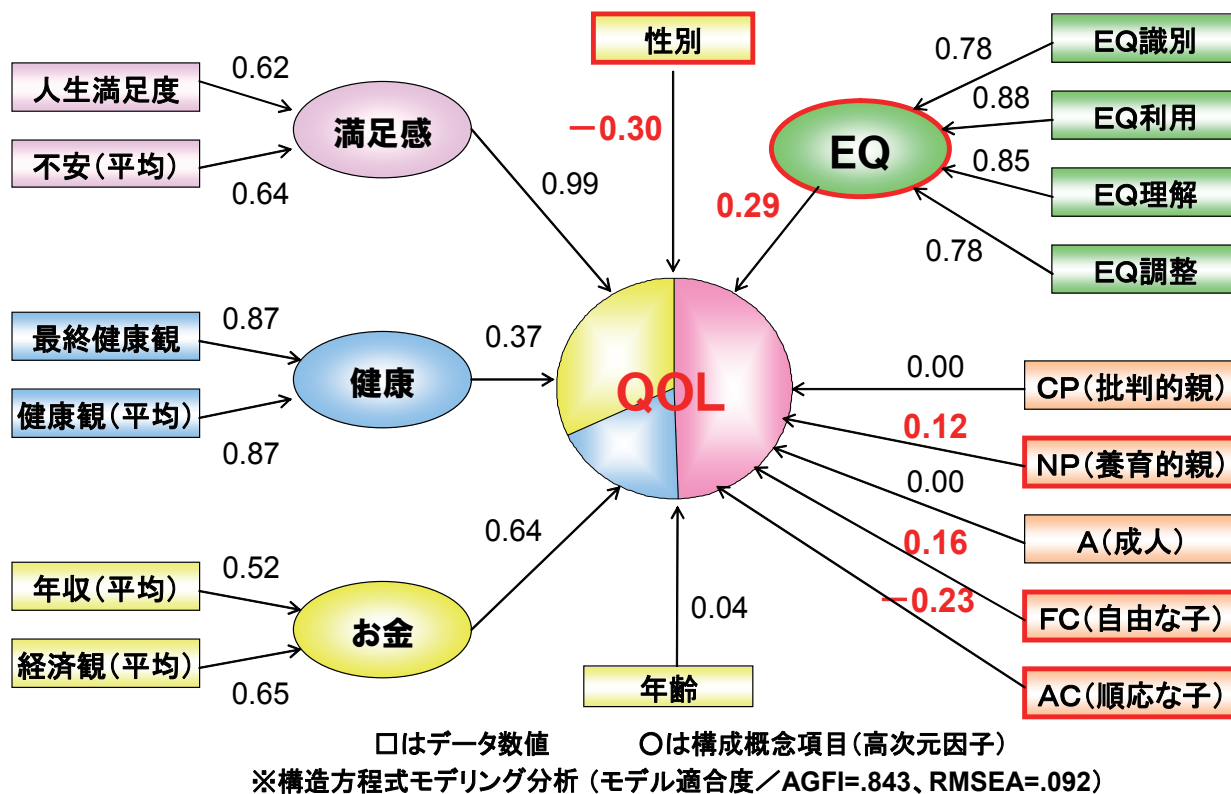 性別
－0.30
人生満足度
0.62
不安(平均)
0.64
満足感
0.99
EQ
0.29
EQ識別
0.78
EQ利用
0.88
EQ理解
0.85
EQ調整
0.78
最終健康観
0.87
健康観(平均)
0.87
健康
0.37
QOL
CP(批判的親)
0.00
NP(養育的親)
0.12
A(成人)
0.00
FC(自由な子)
0.16
AC(順応な子)
－0.23
年収(平均)
0.52
経済観(平均)
0.65
お金
0.64
年齢
0.04
□はデータ数値　○は構成概念項目(高次元因子)
※構造方程式モデリング分析 (モデル適合度／AGFI=.843、RMSEA=.092)